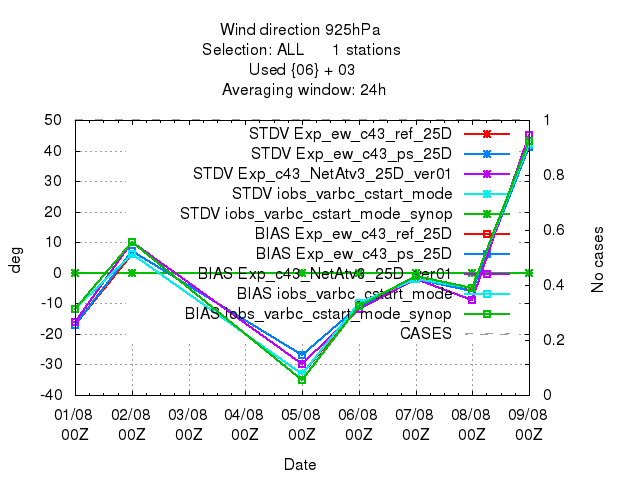 Wind direction 925hPa
Selection: ALL 1 stations
Used {06} + 03
Averaging window: 24h
50 1
STDV Exp_ew_c43_ref_25D
40 STDV Exp_ew_c43_ps_25D
30 STDV Exp_c43_NetAtv3_25D_ver01 0.8
STDV iobs_varbc_cstart_mode
20 STDV iobs_varbc_cstart_mode_synop
BIAS Exp_ew_c43_ref_25D 0.6
10 BIAS Exp_ew_c43_ps_25D
0 BIAS Exp_c43_NetAtv3_25D_ver01
-10 BIAS iobs_varbc_cstart_mode 0.4
BIAS iobs_varbc_cstart_mode_synop
-20 CASES 0.2
-30
-40 0
deg
No cases
01/08 02/08 03/08 04/08 05/08 06/08 07/08 08/08 09/08
00Z 00Z 00Z 00Z 00Z 00Z 00Z 00Z 00Z
Date